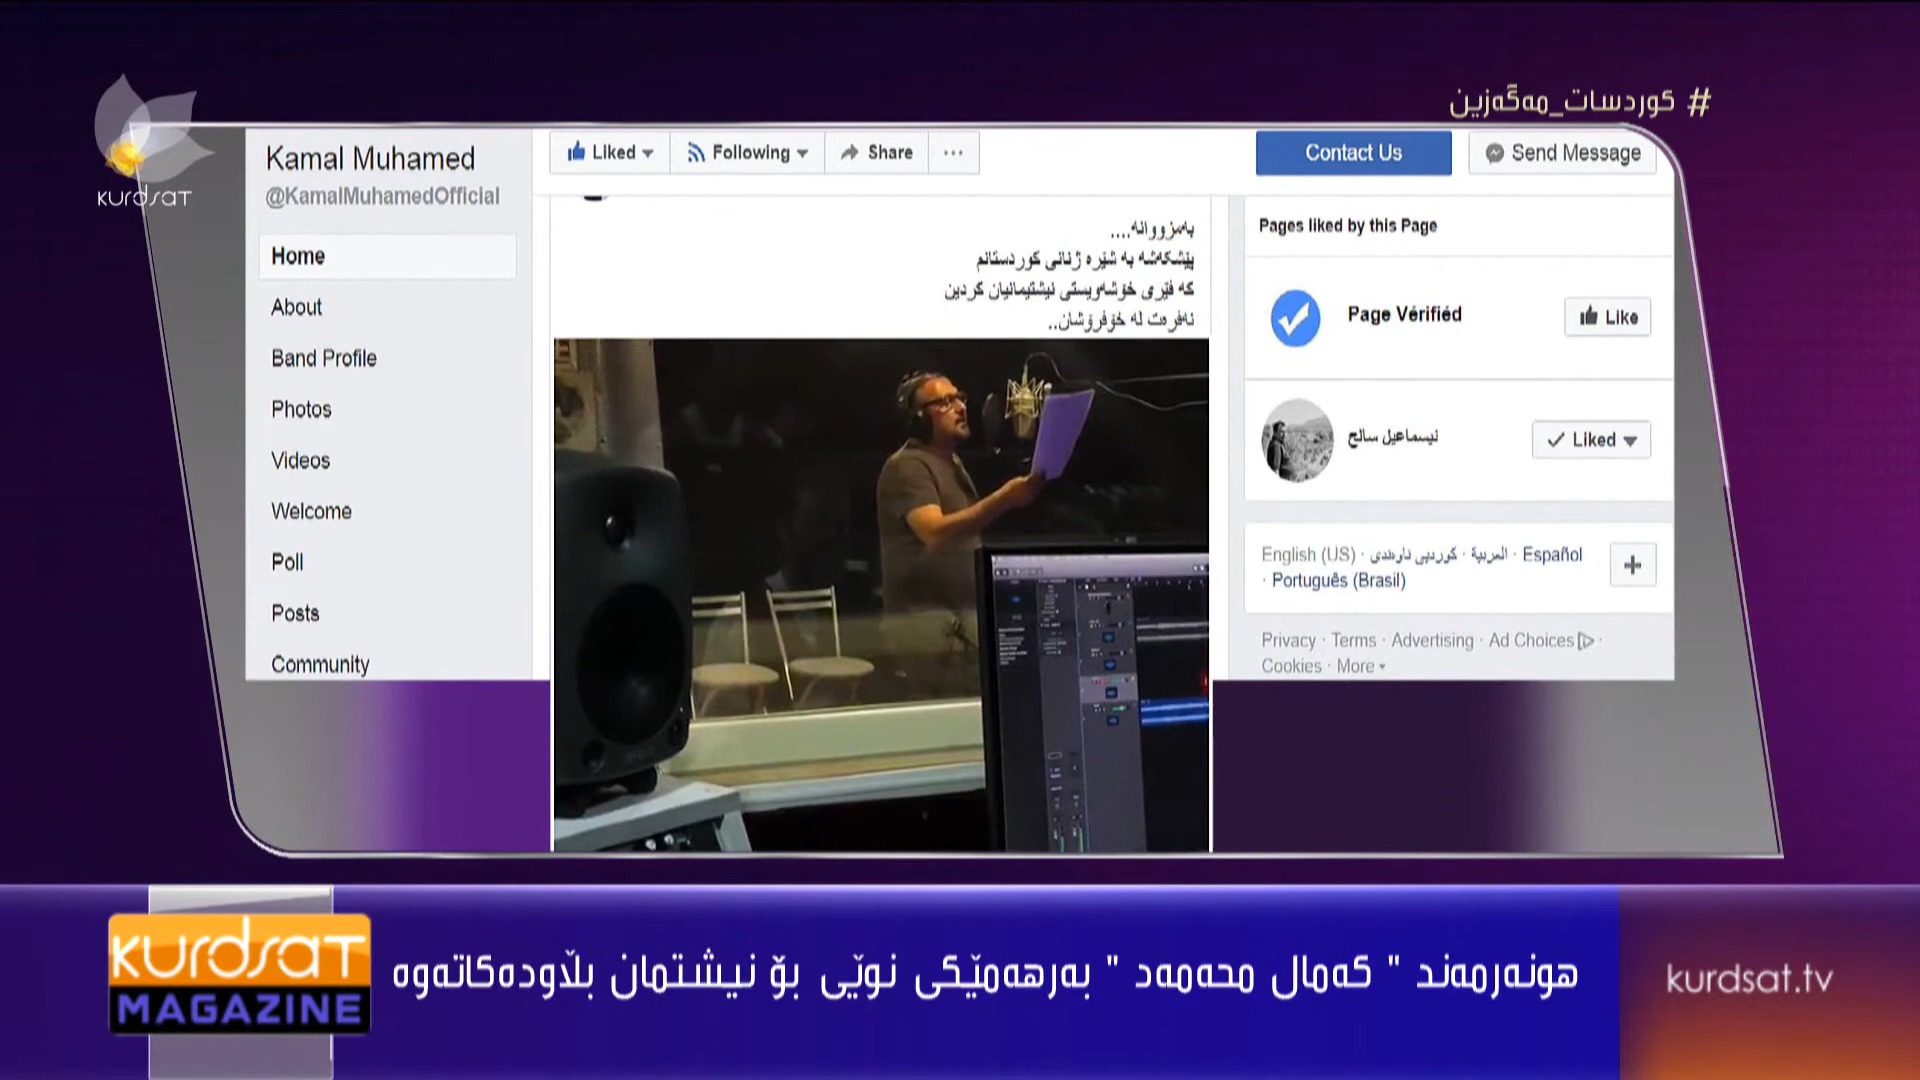 # كوردسات_مەگەزین
kurdsat
Kamal Muhamed
@KamalMuhamedOfficial
Home
About
Band Profile
Photos
Videos
Welcome
Poll
Posts
Community
Liked
Following
Share
Contact Us
Send Message
بەمزووانە....
پێشکەشە بە شێرە ژنانی کوردستانم
کە فێری خۆشەویستی نیشتیمانیان کردین
نەفرەت لە خۆفرۆشان..
Pages liked by this Page
Page Vérifiéd
Like
ئیسماعیل سالح
Liked
English (US) · کوردیی ناوەندی · العربية · Español
· Português (Brasil)
Privacy · Terms · Advertising · Ad Choices ·
Cookies · More
kurdsat
MAGAZINE
هونەرمەند " کەمال محەمەد " بەرهەمێکی نوێی بۆ نیشتمان بڵاودەکاتەوە
kurdsat.tv